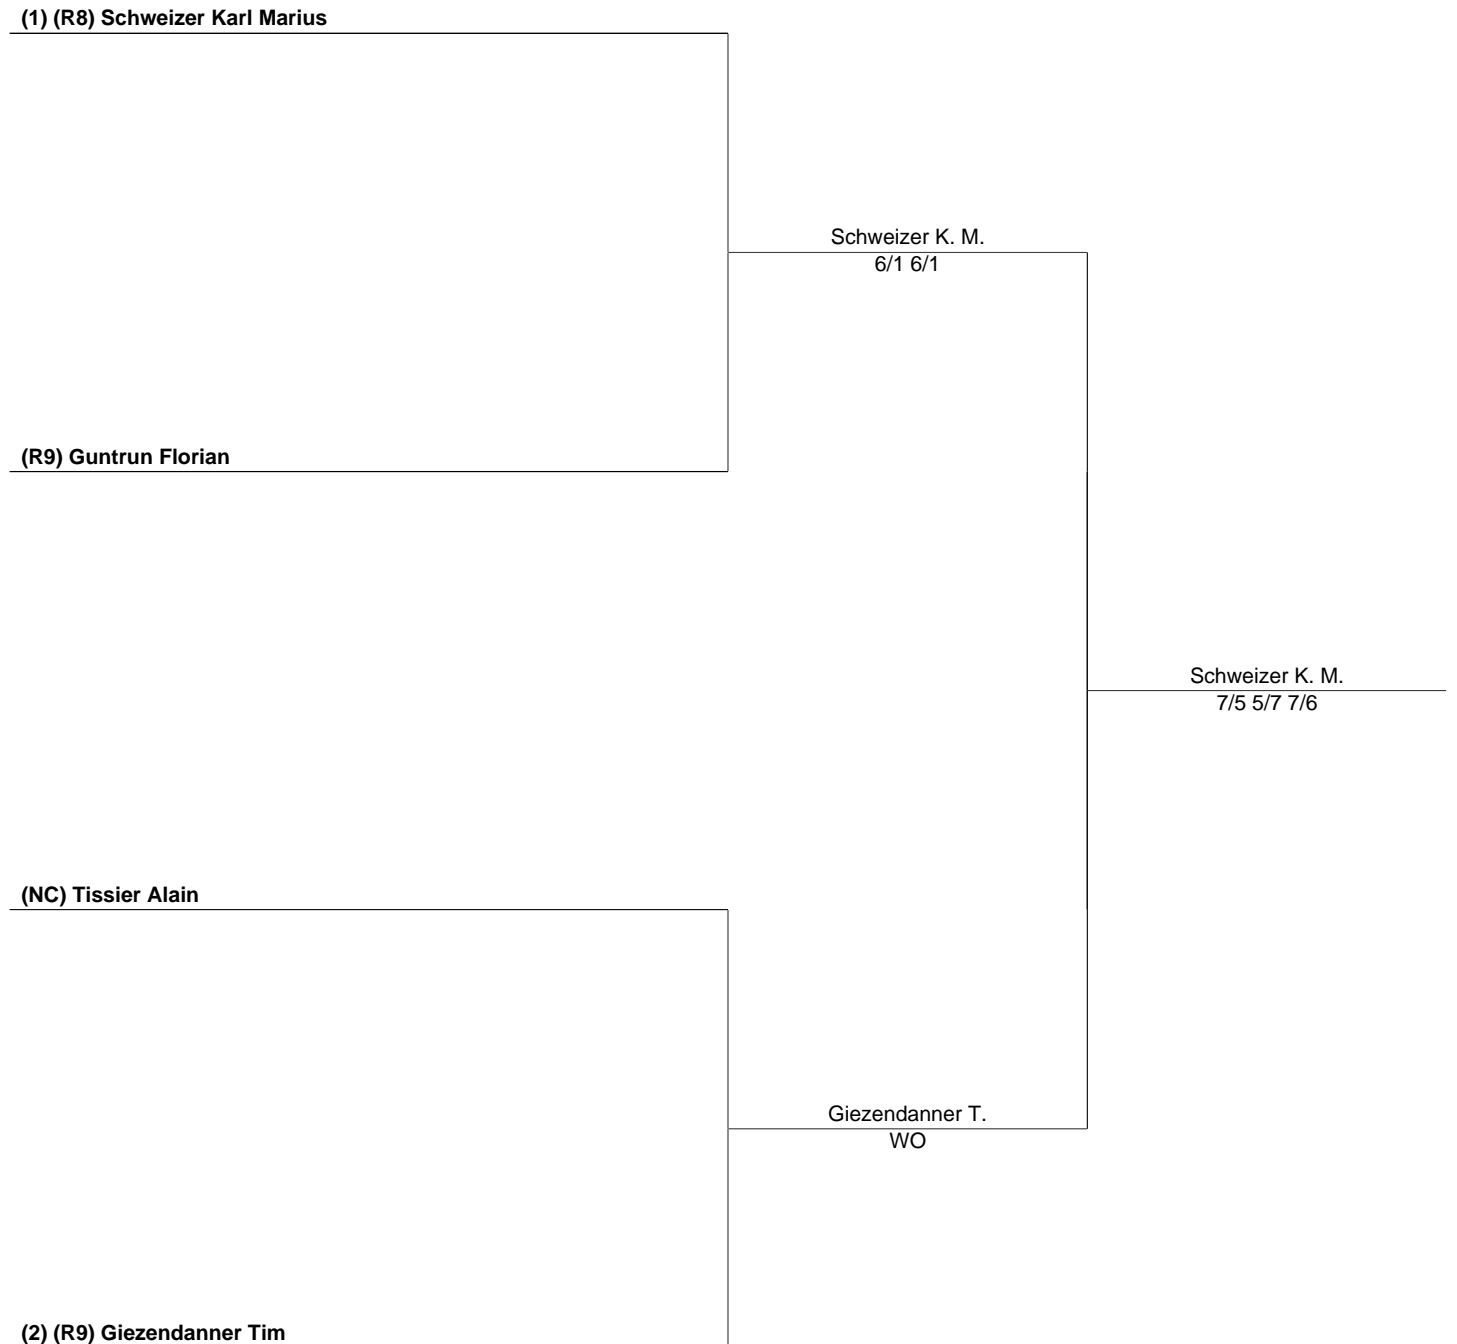 (1) (R8) Schweizer Karl Marius
Schweizer K. M.
6/1 6/1
(R9) Guntrun Florian
Schweizer K. M.
7/5 5/7 7/6
(NC) Tissier Alain
Giezendanner T.
WO
(2) (R9) Giezendanner Tim